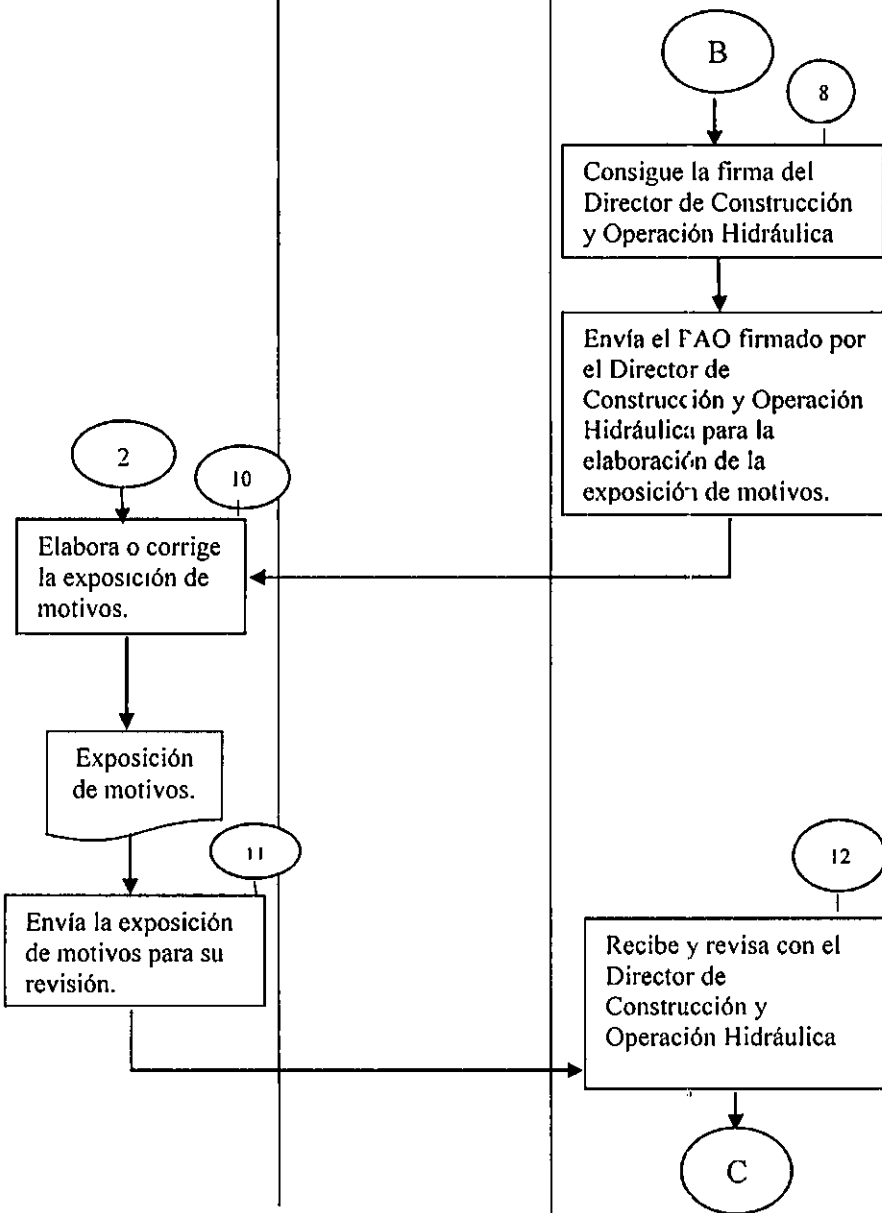 B
8
Consigue la firma del
Director de Construcción
y Operación Hidráulica
Envía el PAO firmado por
el Director de
Construcción y Operación
Hidráulica para la
elaboración de la
exposición de motivos.
2
10
Elabora o corrige
la exposición de
motivos.
Exposición
de motivos.
11
Envía la exposición
de motivos para su
revisión.
12
Recibe y revisa con el
Director de
Construcción y
Operación Hidráulica
C